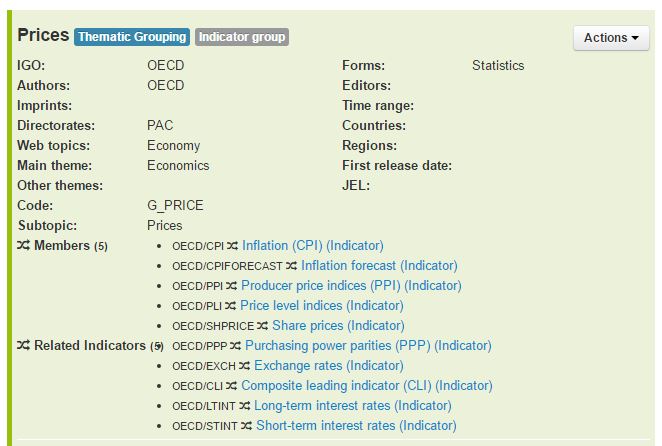 Prices Thematic Grouping Indicator group Actions
IGO: OECD Forms: Statistics
Authors: OECD Editors:
Imprints: Time range:
Directorates: PAC Countries:
Web topics: Economy Regions:
Main theme: Economics First release date:
Other themes: JEL:
Code: G_PRICE
Subtopic: Prices
Members (5) • OECD/CPI Inflation (CPI) (Indicator)
• OECD/CPIFORECAST Inflation forecast (Indicator)
• OECD/PPI Producer price indices (PPI) (Indicator)
• OECD/PLI Price level indices (Indicator)
• OECD/SHPRICE Share prices (Indicator)
Related Indicators (5) • OECD/PPP Purchasing power parities (PPP) (Indicator)
• OECD/EXCH Exchange rates (Indicator)
• OECD/CLI Composite leading indicator (CLI) (Indicator)
• OECD/LTINT Long-term interest rates (Indicator)
• OECD/STINT Short-term interest rates (Indicator)